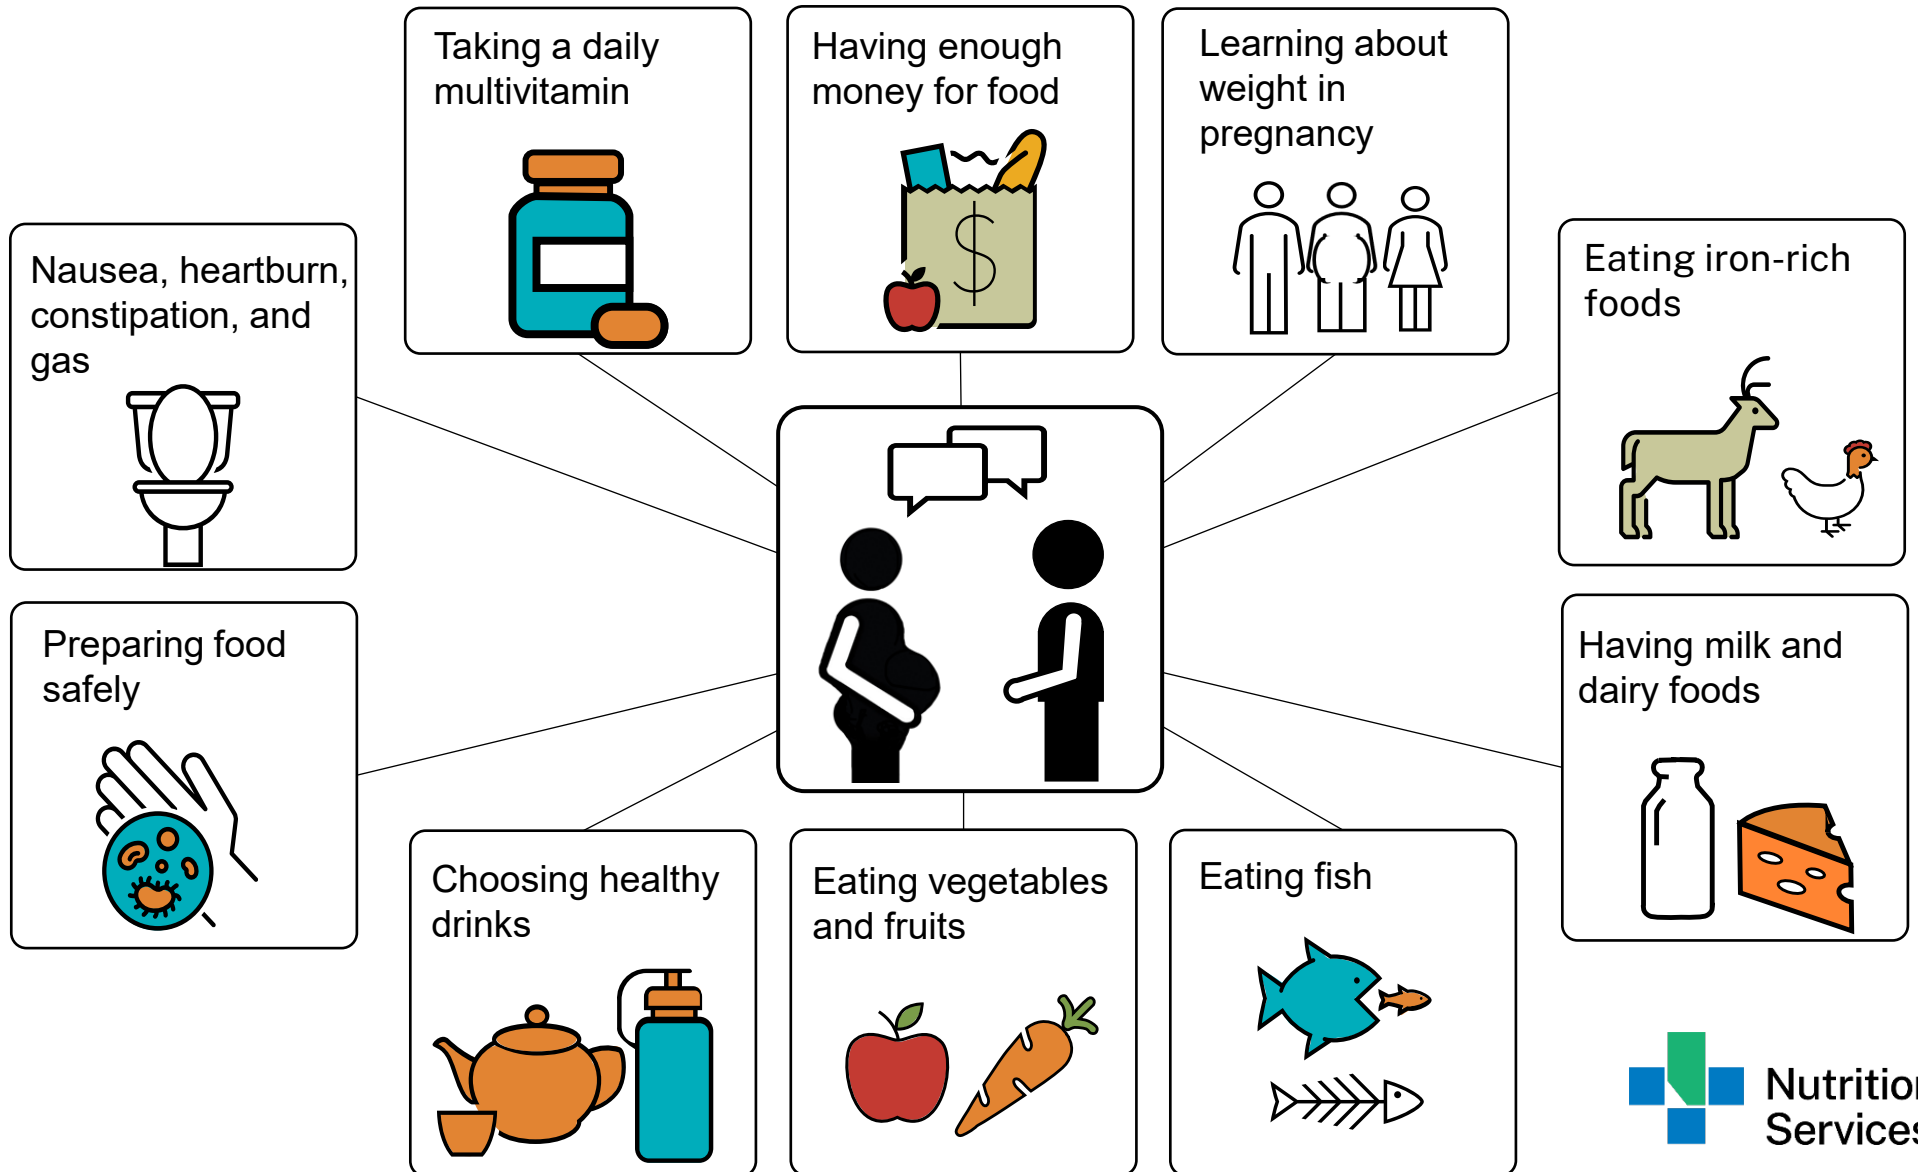 Taking a daily
multivitamin
Having enough
money for food
Learning about
weight in
pregnancy
Nausea, heartburn,
constipation, and
gas
$
Eating iron-rich
foods
Preparing food
safely
Having milk and
dairy foods
Choosing healthy
drinks
Eating vegetables
and fruits
Eating fish
Nutrition
Services